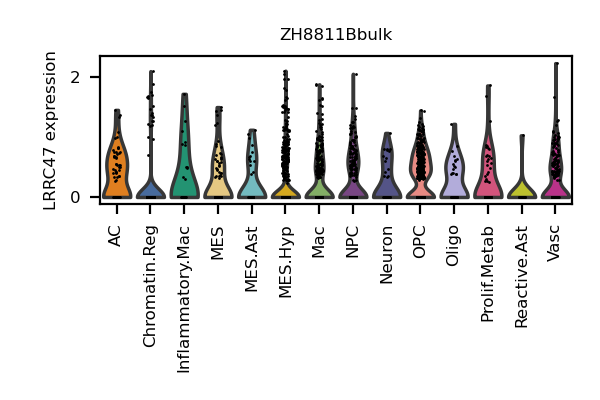 ZH8811Bbulk
LRRC47 expression
2
0
AC
Chromatin.Reg
Inflammatory.Mac
MES
MES.Ast
MES.Hyp
Mac
NPC
Neuron
OPC
Oligo
Prolif.Metab
Reactive.Ast
Vasc